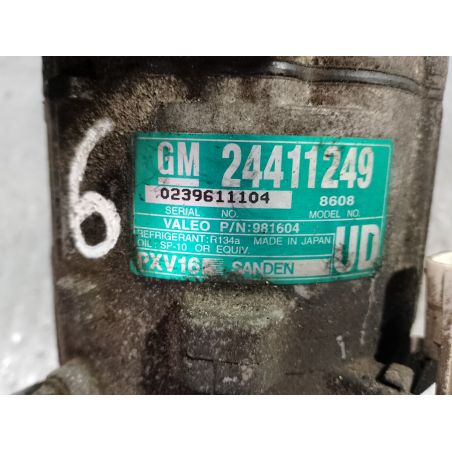 6
GM 24411249
0239611104 8608
SERIAL NO. MODEL NO.
VALEO P/N:981604
REFRIGERANT:R134a MADE IN JAPAN
OIL: SP-10 OR EQUIV. UD
PXV16 SANDEN